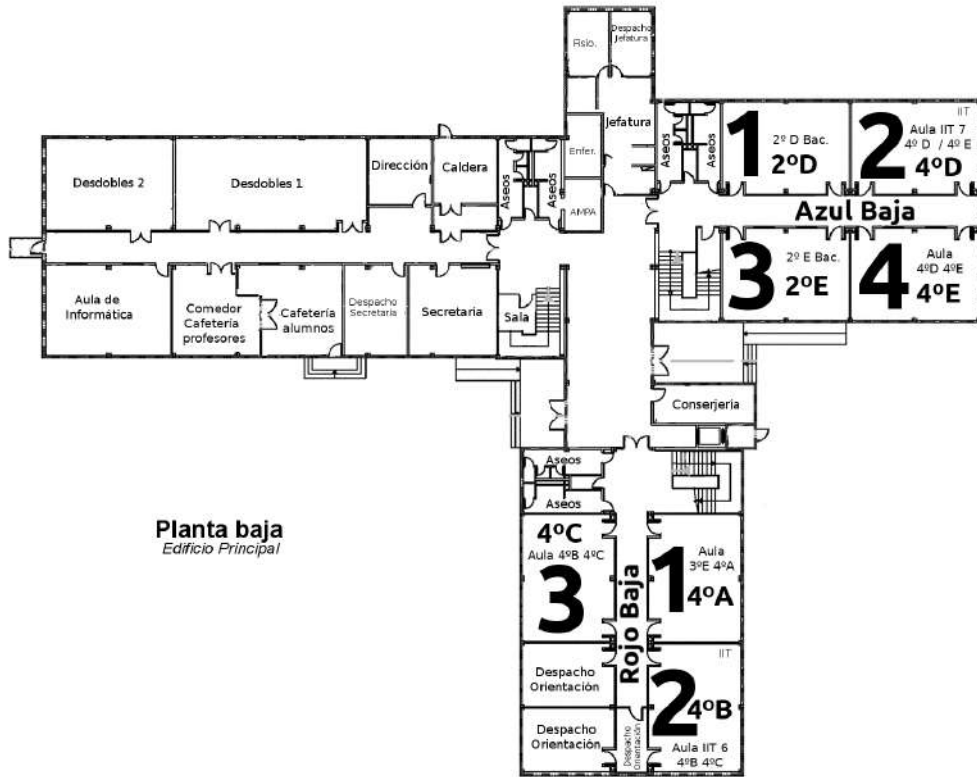 Fisio.
Despacho
Jefatura
Jefatura
Enfer.
AMPA
Aseos
Aseos
1
2º D Bac.
2ºD
2
IIT
Aula IIT 7
4º D / 4º E
4ºD
Azul Baja
3
2º E Bac.
2ºE
4
Aula
4ºD 4ºE
4ºE
Desdobles 2
Desdobles 1
Dirección
Caldera
Aseos
Aseos
Aula de
Informática
Comedor
Cafetería
profesores
Cafetería
alumnos
Despacho
Secretaria
Secretaria
Sala
Conserjería
Aseos
Aseos
Planta baja
Edificio Principal
4ºC
Aula 4ºB 4ºC
3
Rojo Baja
1
Aula
3ºE 4ºA
4ºA
Despacho
Orientación
Despacho
Orientación
Despacho
Orientación
IIT
2
4ºB
Aula IIT 6
4ºB 4ºC